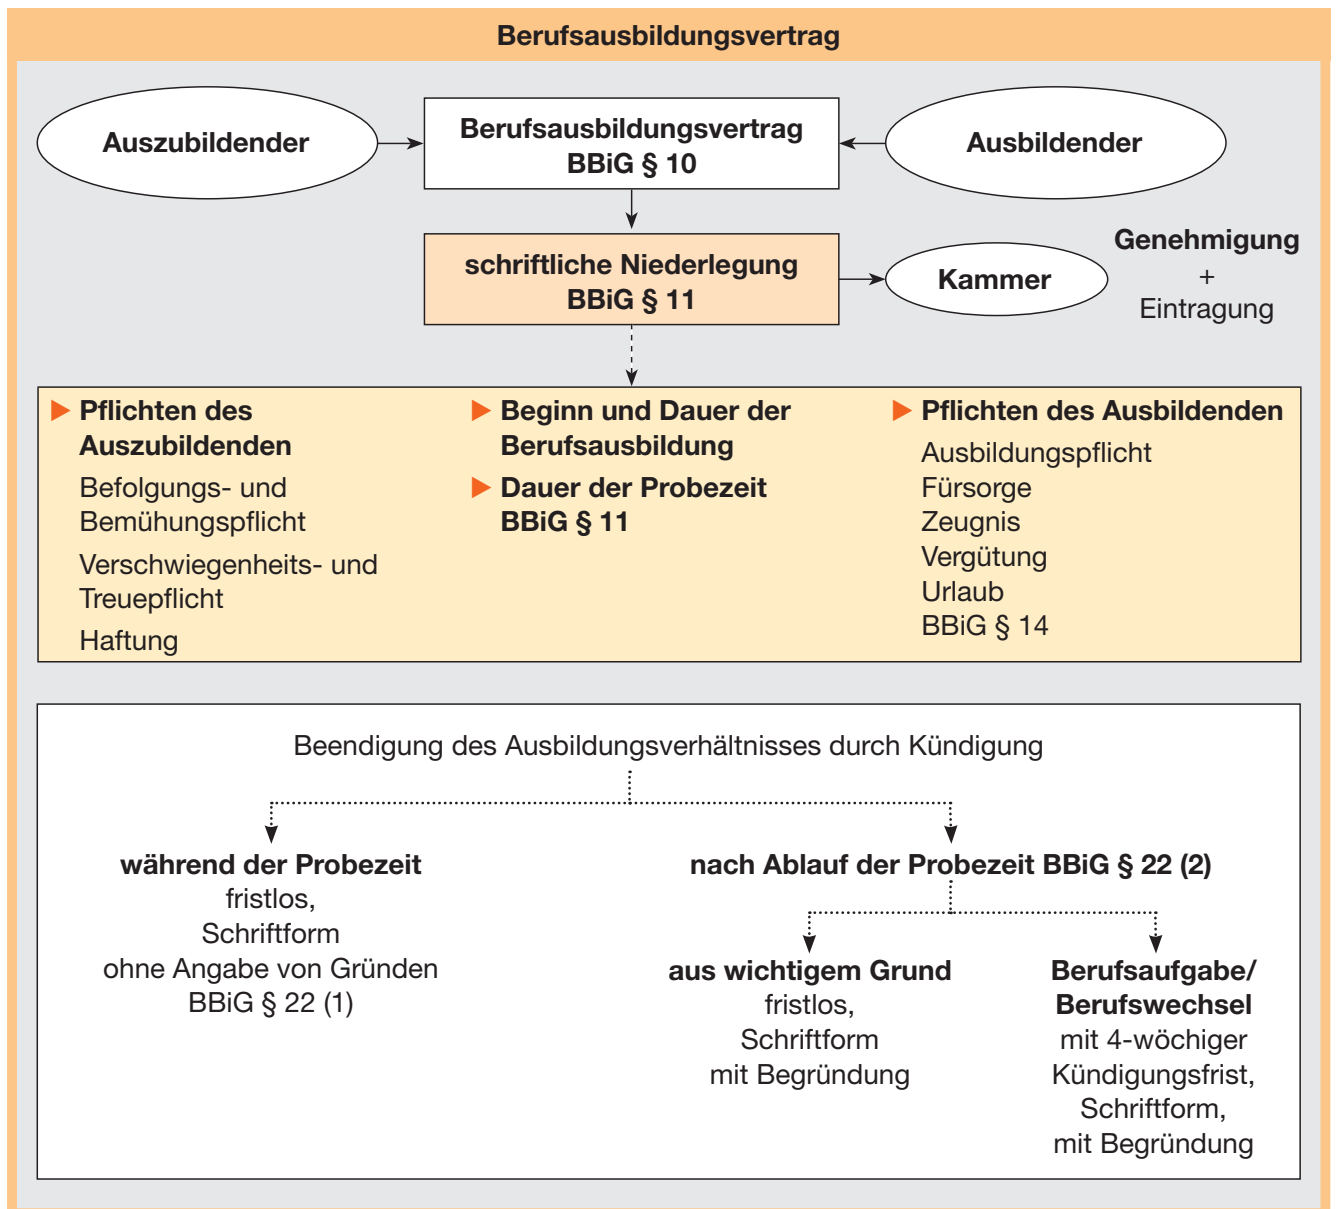 Berufsausbildungsvertrag
Auszubildender
Berufsausbildungsvertrag
BBiG § 10
Ausbildender
schriftliche Niederlegung
BBiG § 11
Kammer
Genehmigung
+
Eintragung
Pflichten des
Auszubildenden
Befolgungs- und
Bemühungspflicht
Verschwiegenheits- und
Treuepflicht
Haftung
Beginn und Dauer der
Berufsausbildung
Dauer der Probezeit
BBiG § 11
Pflichten des Ausbildenden
Ausbildungspflicht
Fürsorge
Zeugnis
Vergütung
Urlaub
BBiG § 14
Beendigung des Ausbildungsverhältnisses durch Kündigung
während der Probezeit
fristlos,
Schriftform
ohne Angabe von Gründen
BBiG § 22 (1)
nach Ablauf der Probezeit BBiG § 22 (2)
aus wichtigem Grund
fristlos,
Schriftform
mit Begründung
Berufsaufgabe/
Berufswechsel
mit 4-wöchiger
Kündigungsfrist,
Schriftform,
mit Begründung